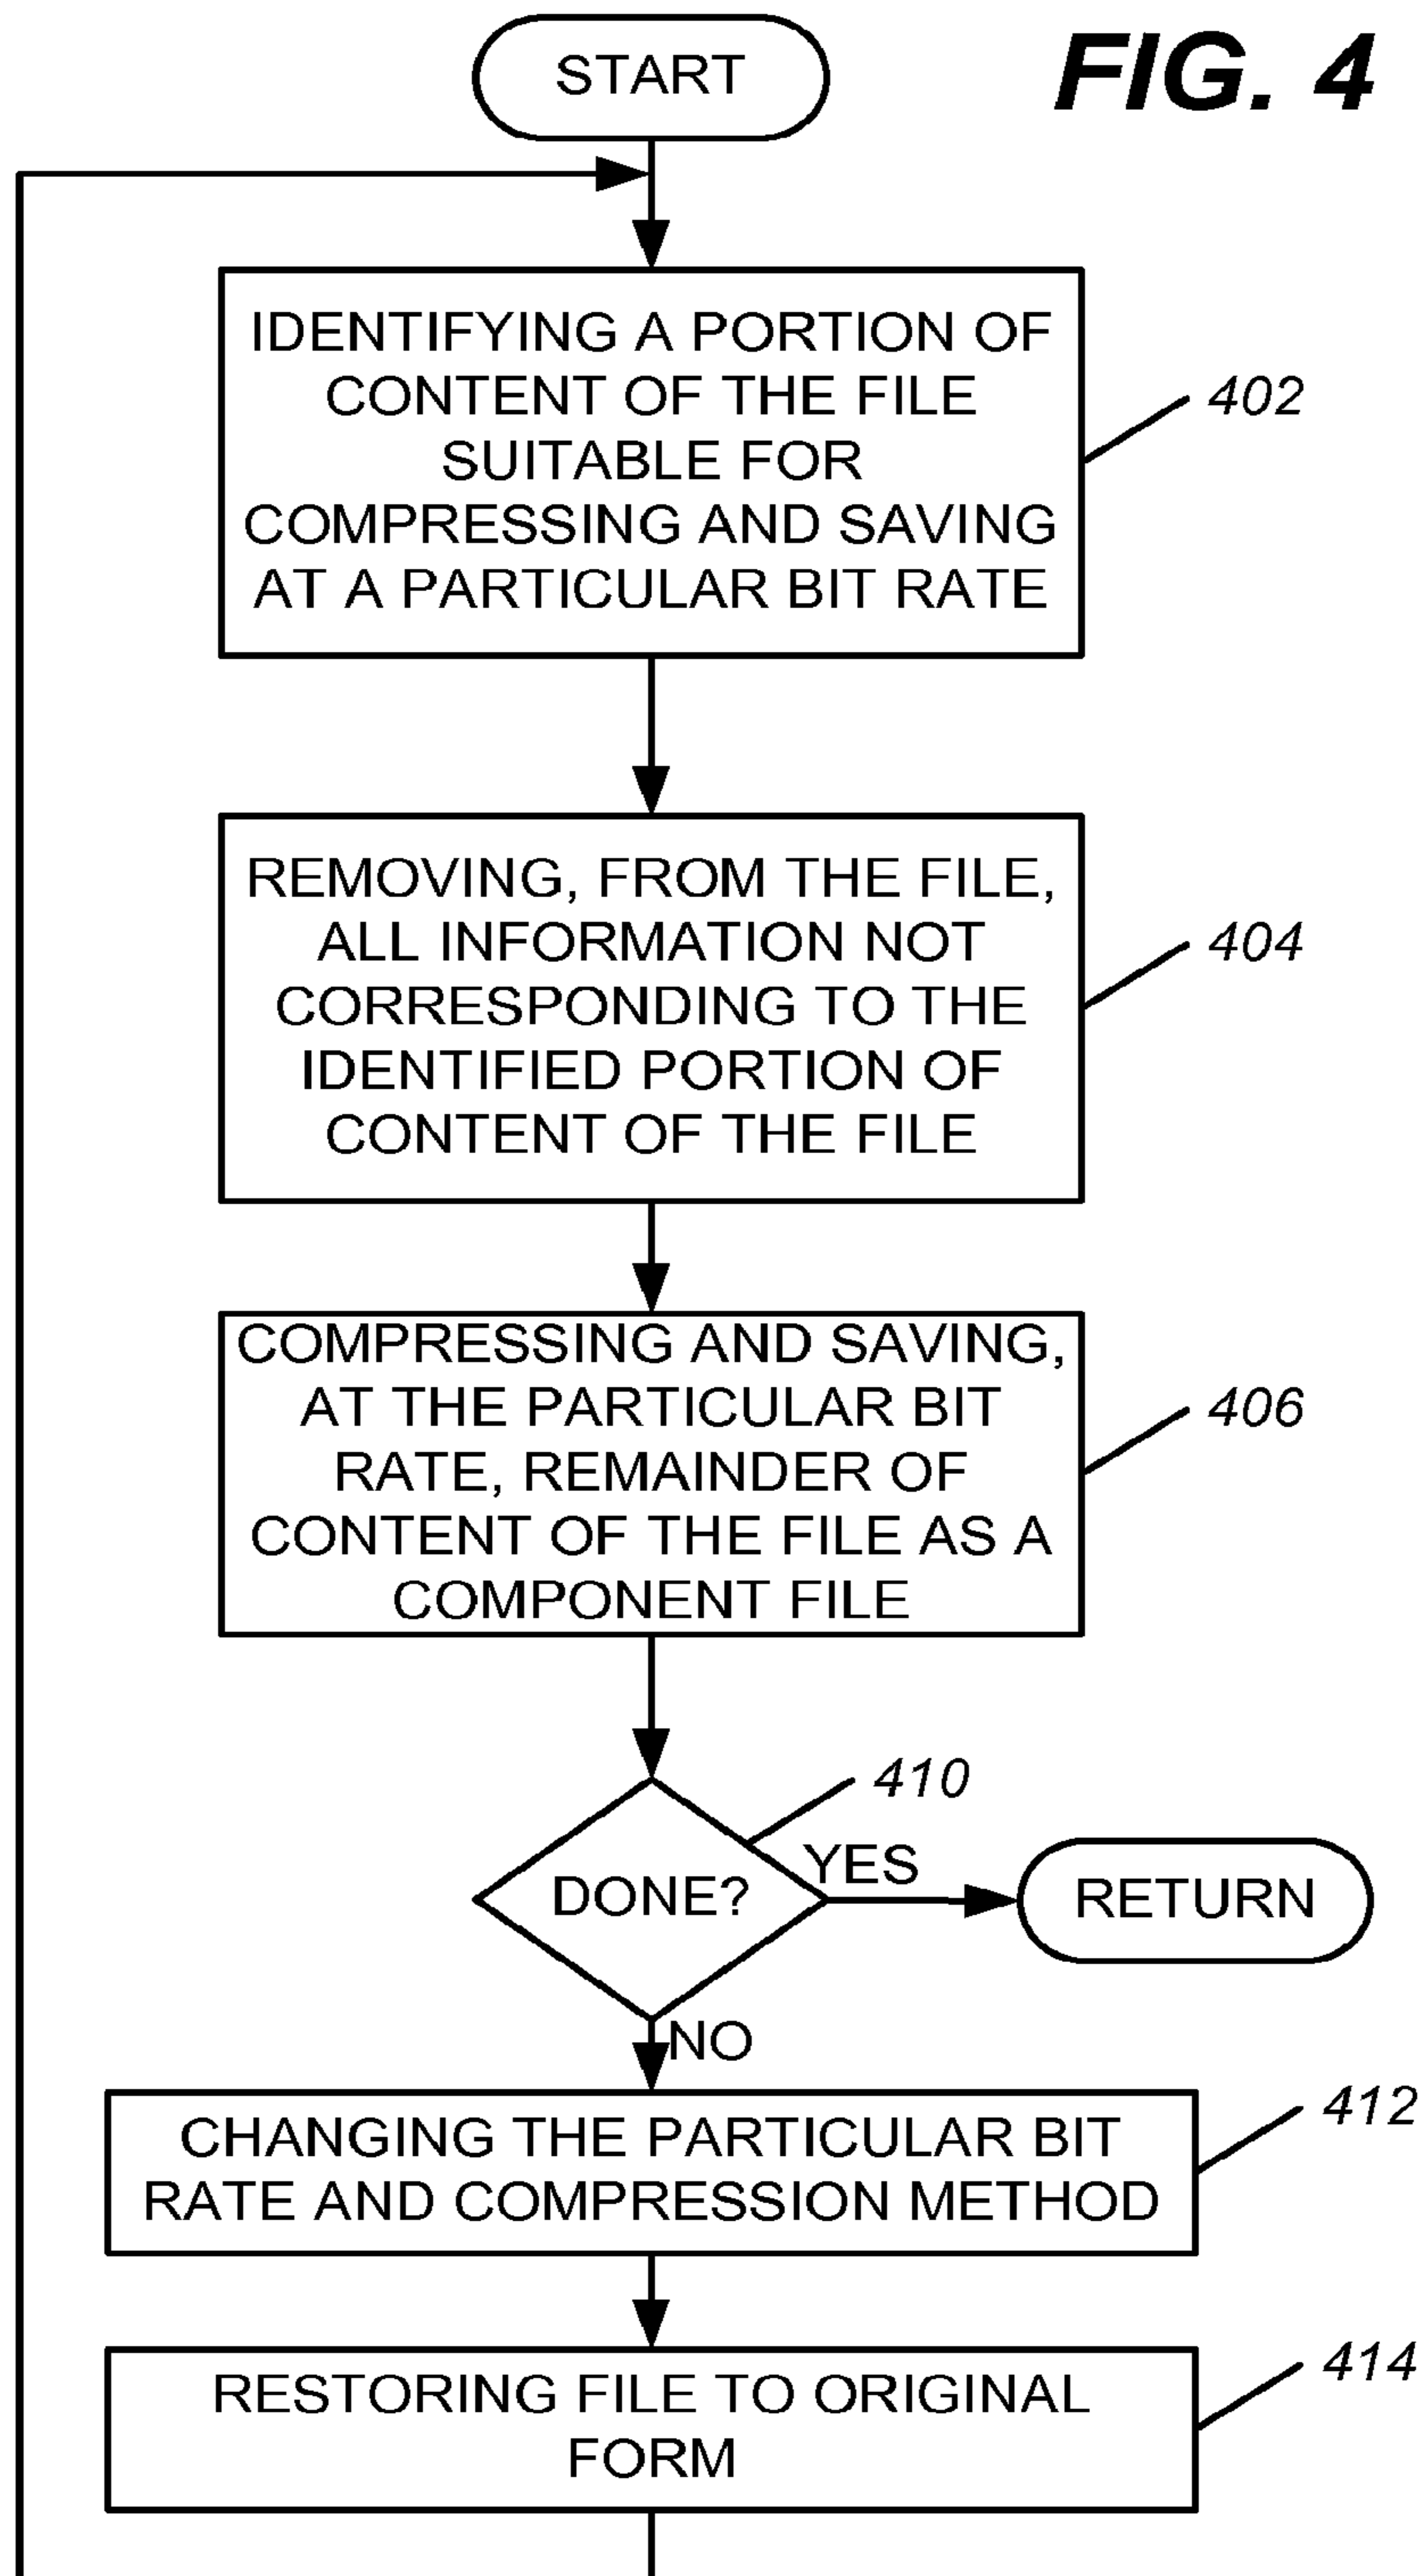 START
FIG. 4
IDENTIFYING A PORTION OF
CONTENT OF THE FILE
SUITABLE FOR
COMPRESSING AND SAVING
AT A PARTICULAR BIT RATE
402
REMOVING, FROM THE FILE,
ALL INFORMATION NOT
CORRESPONDING TO THE
IDENTIFIED PORTION OF
CONTENT OF THE FILE
404
COMPRESSING AND SAVING,
AT THE PARTICULAR BIT
RATE, REMAINDER OF
CONTENT OF THE FILE AS A
COMPONENT FILE
406
410
DONE?
YES
RETURN
NO
CHANGING THE PARTICULAR BIT
RATE AND COMPRESSION METHOD
412
RESTORING FILE TO ORIGINAL
FORM
414